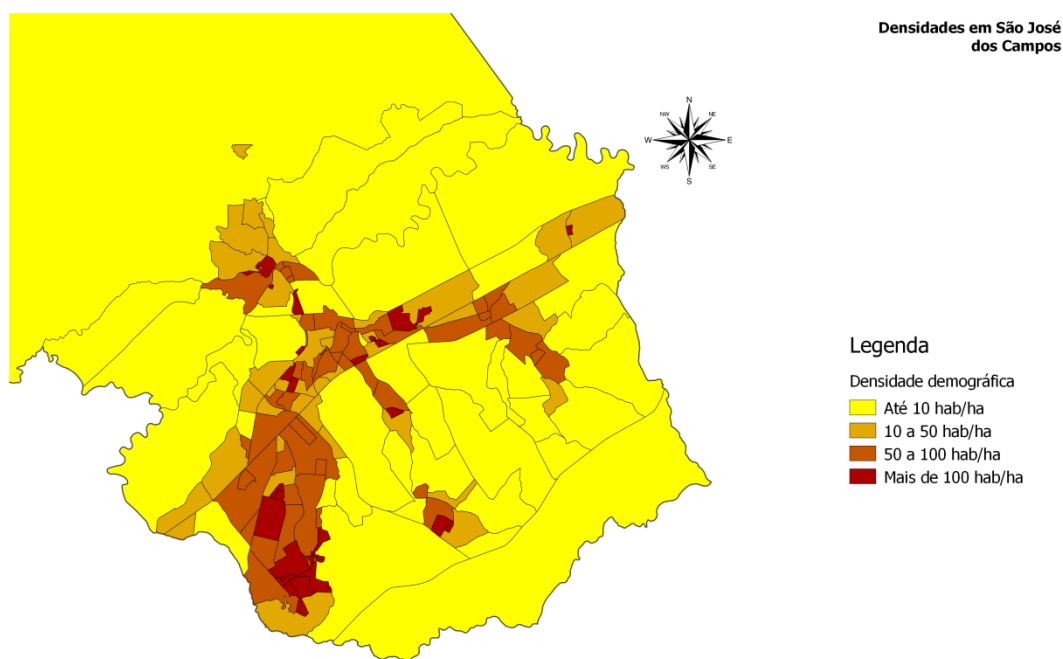 Densidades em São José
dos Campos
N
NW
NE
W
E
WS
SE
S
Legenda
Densidade demográfica
Até 10 hab/ha
10 a 50 hab/ha
50 a 100 hab/ha
Mais de 100 hab/ha